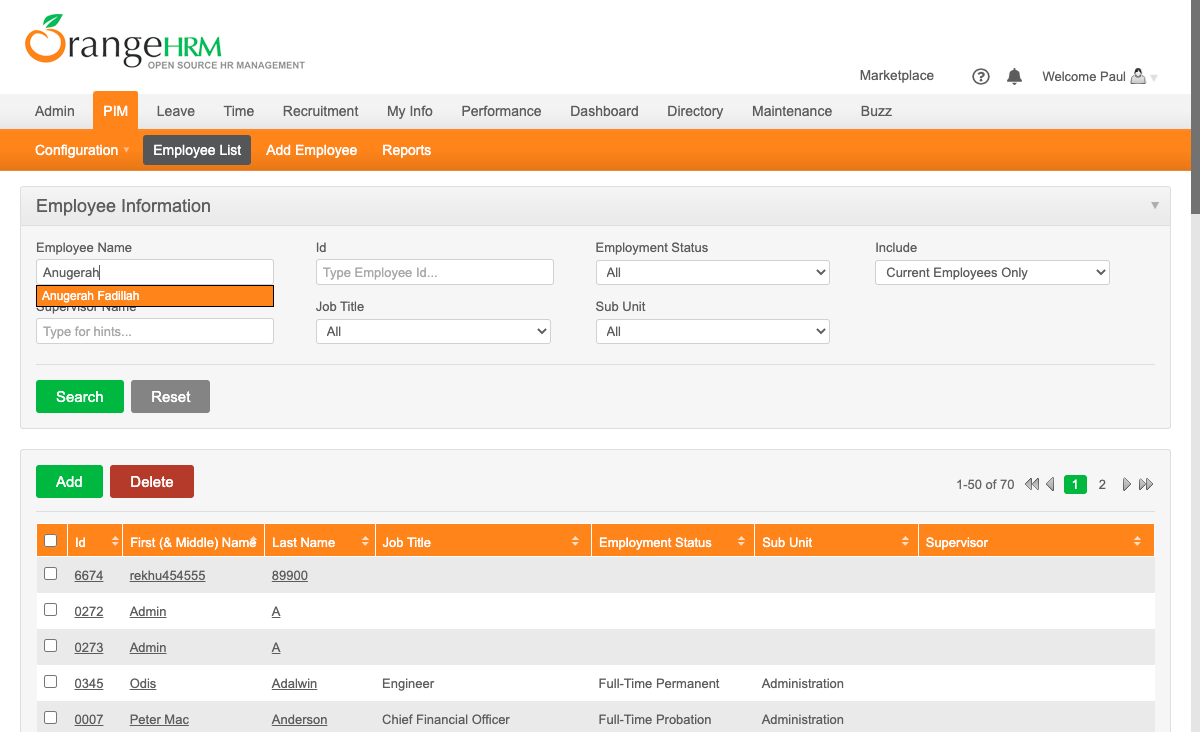 OrangeHRM
OPEN SOURCE HR MANAGEMENT
Marketplace
Welcome Paul
Admin PIM Leave Time Recruitment My Info Performance Dashboard Directory Maintenance Buzz
Configuration Employee List Add Employee Reports
Employee Information
Employee Name Id Employment Status Include
Anugerah Type Employee Id... All Current Employees Only
Anugerah Fadillah
Supervisor Name Job Title Sub Unit
Type for hints... All All
Search Reset
Add Delete 1-50 of 70 1 2
Id First (& Middle) Name Last Name Job Title Employment Status Sub Unit Supervisor
6674 rekhu454555 89900
0272 Admin A
0273 Admin A
0345 Odis Adalwin Engineer Full-Time Permanent Administration
0007 Peter Mac Anderson Chief Financial Officer Full-Time Probation Administration